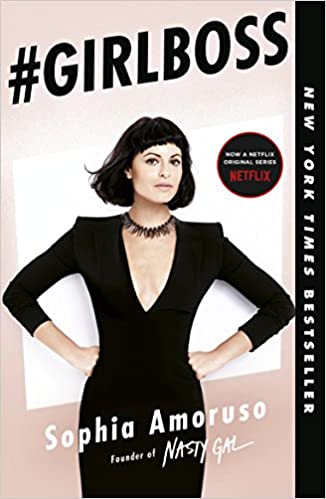 #GIRLBOSS
NOW A NETFLIX
ORIGINAL SERIES
NETFLIX
NEW YORK TIMES BESTSELLER
Sophia Amoruso
Founder of NASTY GAL